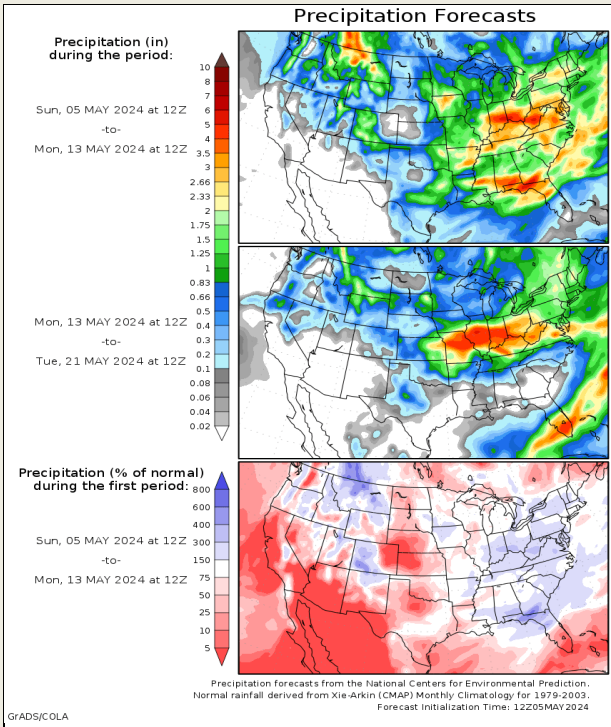 Precipitation Forecasts
Precipitation (in)
during the period:
Sun, 05 MAY 2024 at 12Z
-to-
Mon, 13 MAY 2024 at 12Z
10
8
7
6
5
4
3.5
3
2.66
2.33
2
1.75
1.5
1.25
1
0.83
0.66
0.5
0.4
0.3
0.2
0.1
0.08
0.06
0.04
0.02
Mon, 13 MAY 2024 at 12Z
-to-
Tue, 21 MAY 2024 at 12Z
Precipitation (% of normal)
during the first period:
Sun, 05 MAY 2024 at 12Z
-to-
Mon, 13 MAY 2024 at 12Z
800
600
400
300
150
75
50
25
10
5
Precipitation forecasts from the National Centers for Environmental Prediction.
Normal rainfall derived from Xie-Arkin (CMAP) Monthly Climatology for 1979-2003.
Forecast Initialization Time: 12Z05MAY2024
GrADS/COLA